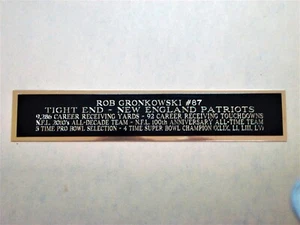 ROB GRONKOWSKI #87
TIGHT END - NEW ENGLAND PATRIOTS
9,286 CAREER RECEIVING YARDS - 92 CAREER RECEIVING TOUCHDOWNS
N.F.L. 2010'S ALL-DECADE TEAM - N.F.L. 100th ANNIVERSARY ALL-TIME TEAM
5 TIME PRO BOWL SELECTION - 4 TIME SUPER BOWL CHAMPION (XLIX, LI, LIII, LV)